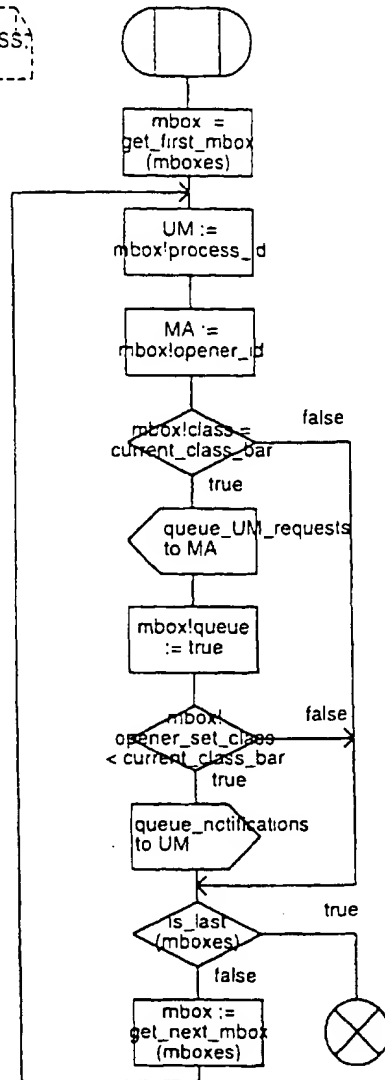 ss.
mbox =
get_first_mbox
(mboxes)
UM :=
mbox!process_id
MA :=
mbox!opener_id
mbox!class =
current_class_bar
false
true
queue_UM_requests
to MA
mbox!queue
:= true
mbox!
opener_set_class
< current_class_bar
false
true
queue_notifications
to UM
is_last
(mboxes)
true
false
mbox :=
get_next_mbox
(mboxes)